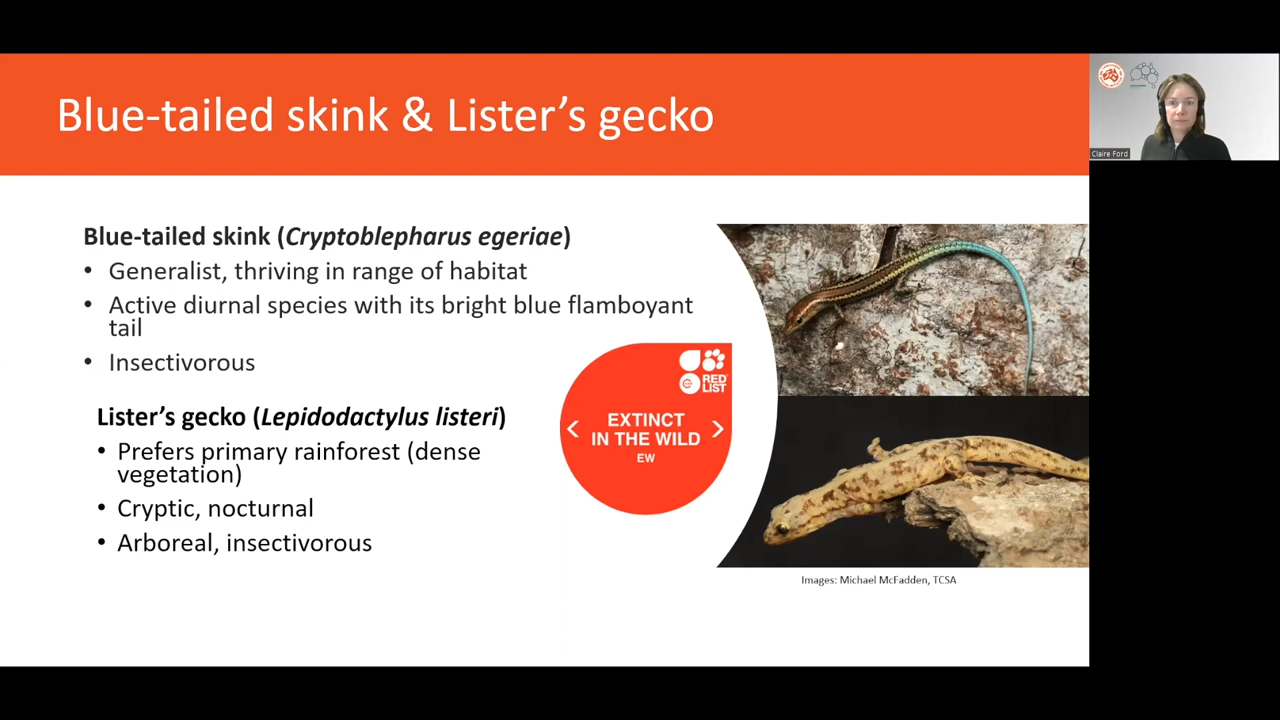 Blue-tailed skink & Lister's gecko
Claire Ford
Blue-tailed skink (Cryptoblepharus egeriae)
• Generalist, thriving in range of habitat
• Active diurnal species with its bright blue flamboyant
tail
• Insectivorous
Lister's gecko (Lepidodactylus listeri)
• Prefers primary rainforest (dense
vegetation)
• Cryptic, nocturnal
• Arboreal, insectivorous
RED
LIST
< EXTINCT
IN THE WILD >
EW
Images: Michael McFadden, TCSA